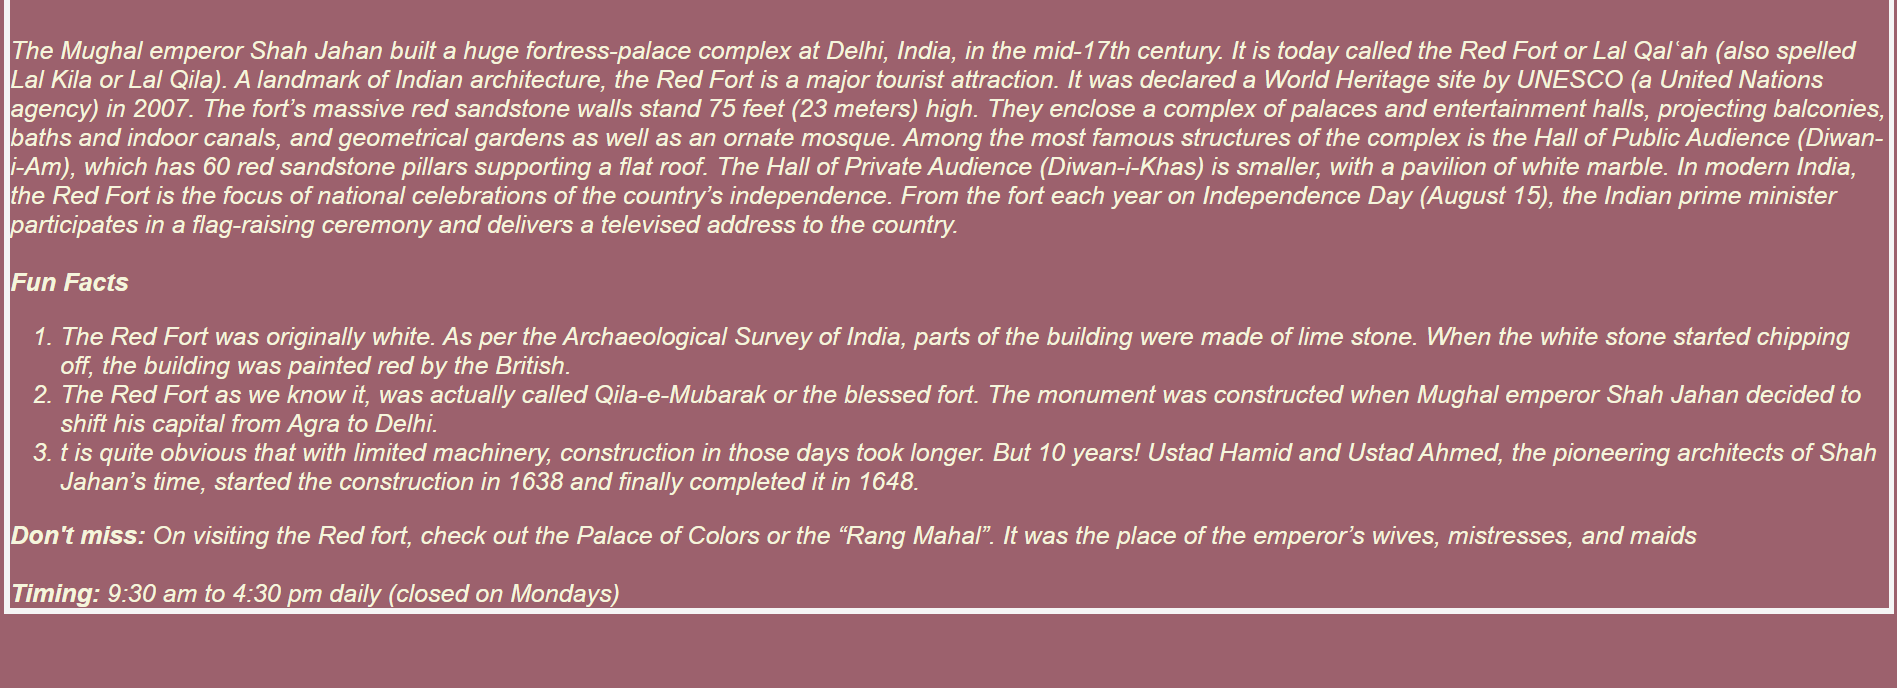 The Mughal emperor Shah Jahan built a huge fortress-palace complex at Delhi, India, in the mid-17th century. It is today called the Red Fort or Lal Qalʿah (also spelled
Lal Kila or Lal Qila). A landmark of Indian architecture, the Red Fort is a major tourist attraction. It was declared a World Heritage site by UNESCO (a United Nations
agency) in 2007. The fort’s massive red sandstone walls stand 75 feet (23 meters) high. They enclose a complex of palaces and entertainment halls, projecting balconies,
baths and indoor canals, and geometrical gardens as well as an ornate mosque. Among the most famous structures of the complex is the Hall of Public Audience (Diwan-
i-Am), which has 60 red sandstone pillars supporting a flat roof. The Hall of Private Audience (Diwan-i-Khas) is smaller, with a pavilion of white marble. In modern India,
the Red Fort is the focus of national celebrations of the country’s independence. From the fort each year on Independence Day (August 15), the Indian prime minister
participates in a flag-raising ceremony and delivers a televised address to the country.
Fun Facts
1. The Red Fort was originally white. As per the Archaeological Survey of India, parts of the building were made of lime stone. When the white stone started chipping
off, the building was painted red by the British.
2. The Red Fort as we know it, was actually called Qila-e-Mubarak or the blessed fort. The monument was constructed when Mughal emperor Shah Jahan decided to
shift his capital from Agra to Delhi.
3. t is quite obvious that with limited machinery, construction in those days took longer. But 10 years! Ustad Hamid and Ustad Ahmed, the pioneering architects of Shah
Jahan’s time, started the construction in 1638 and finally completed it in 1648.
Don't miss: On visiting the Red fort, check out the Palace of Colors or the “Rang Mahal”. It was the place of the emperor’s wives, mistresses, and maids
Timing: 9:30 am to 4:30 pm daily (closed on Mondays)